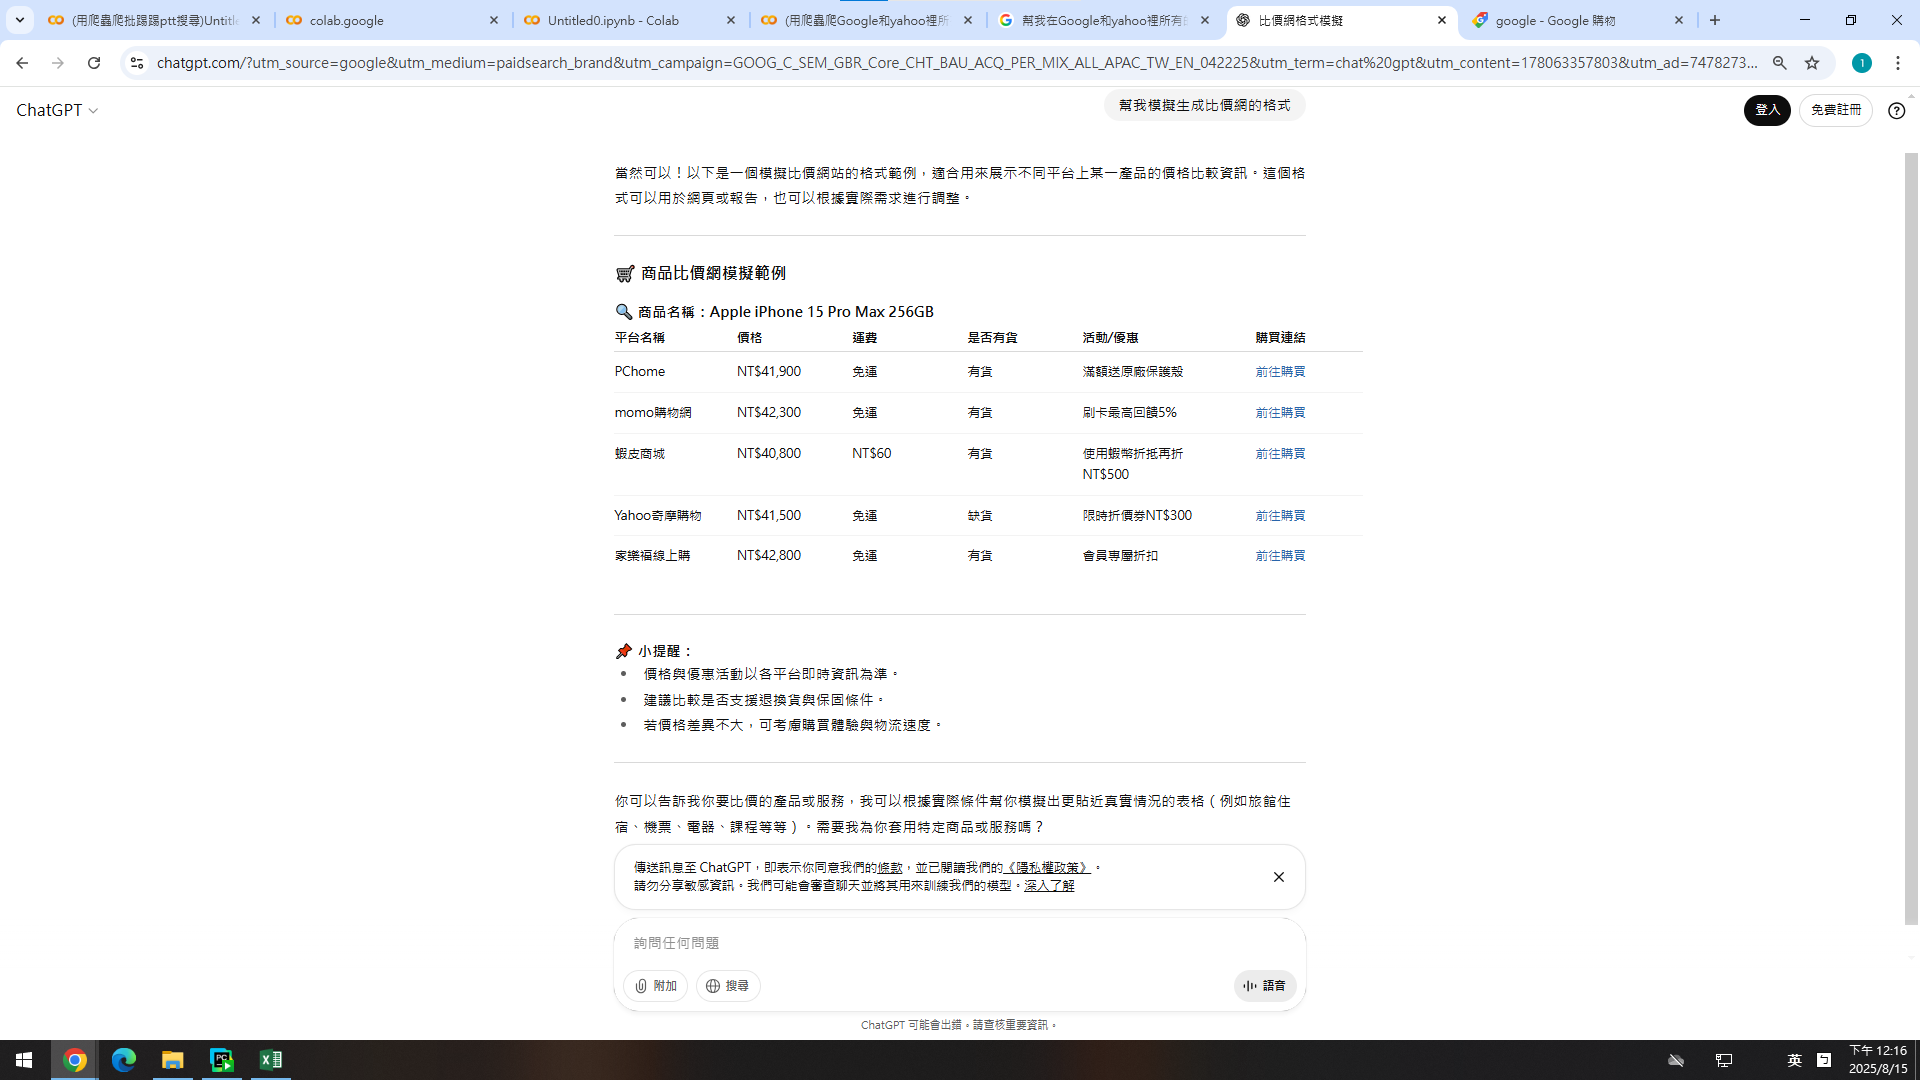 (用爬蟲爬批踢踢ptt搜尋)Untitle
colab.google
Untitled0.ipynb - Colab
(用爬蟲爬Google和yahoo裡所
幫我在Google和yahoo裡所有
比價網格式模擬
google - Google 購物
chatgpt.com/?utm_source=google&utm_medium=paidsearch_brand&utm_campaign=GOOG_C_SEM_GBR_Core_CHT_BAU_ACQ_PER_MIX_ALL_APAC_TW_EN_042225&utm_term=chat%20gpt&utm_content=178063357803&utm_ad=7478273...
1
ChatGPT
幫我模擬生成比價網的格式
登入
免費註冊
當然可以！以下是一個模擬比價網站的格式範例，適合用來展示不同平台上某一產品的價格比較資訊。這個格
式可以用於網頁或報告，也可以根據實際需求進行調整。
🛒 商品比價網模擬範例
🔍 商品名稱：Apple iPhone 15 Pro Max 256GB
平台名稱 價格 運費 是否有貨 活動/優惠 購買連結
PChome NT$41,900 免運 有貨 滿額送原廠保護殼 前往購買
momo購物網 NT$42,300 免運 有貨 刷卡最高回饋5% 前往購買
蝦皮商城 NT$40,800 NT$60 有貨 使用蝦幣折抵再折 前往購買
NT$500
Yahoo奇摩購物 NT$41,500 免運 缺貨 限時折價券NT$300 前往購買
家樂福線上購 NT$42,800 免運 有貨 會員專屬折扣 前往購買
📌 小提醒：
• 價格與優惠活動以各平台即時資訊為準。
• 建議比較是否支援退換貨與保固條件。
• 若價格差異不大，可考慮購買體驗與物流速度。
你可以告訴我你要比價的產品或服務，我可以根據實際條件幫你模擬出更貼近真實情況的表格（例如旅館住
宿、機票、電器、課程等等）。需要我為你套用特定商品或服務嗎？
傳送訊息至 ChatGPT，即表示你同意我們的條款，並已閱讀我們的《隱私權政策》。
請勿分享敏感資訊。我們可能會審查聊天並將其用來訓練我們的模型。深入了解
詢問任何問題
附加
搜尋
語音
ChatGPT 可能會出錯。請查核重要資訊。
英
下午 12:16
2025/8/15